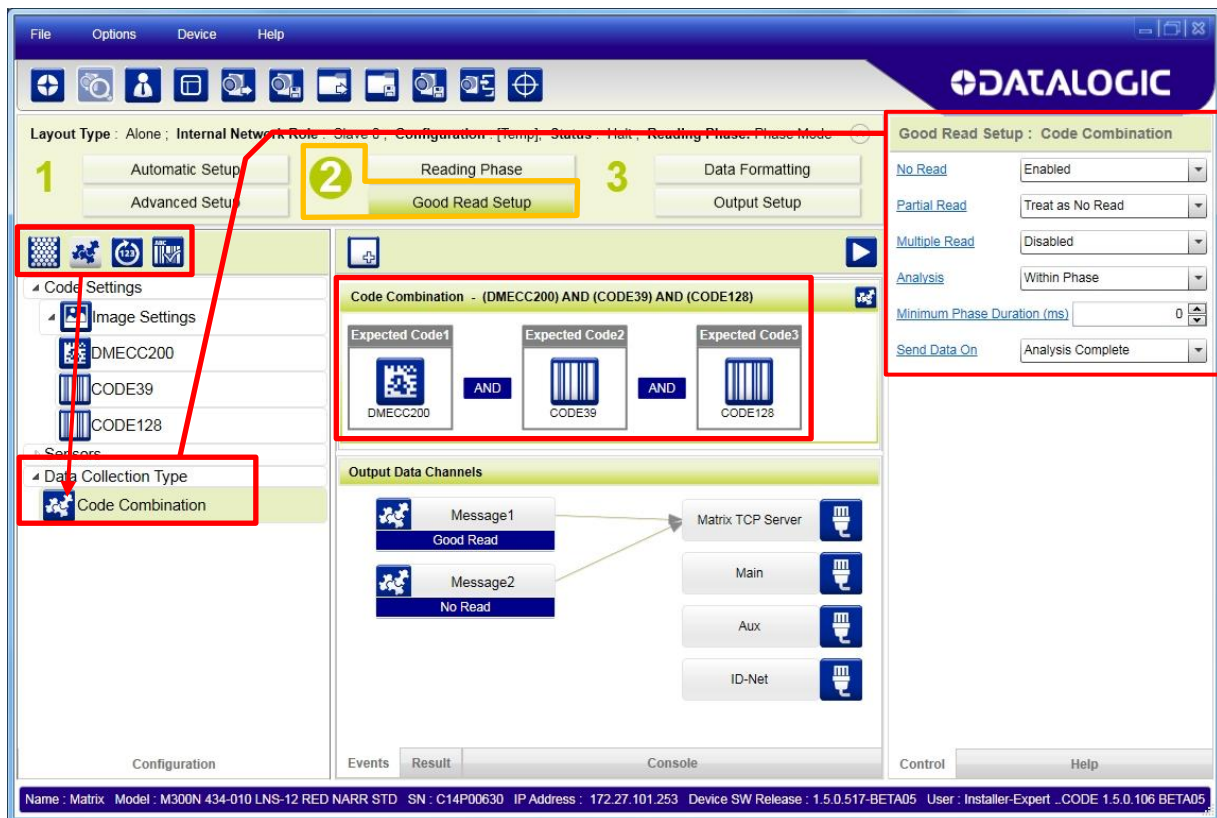 File Options Device Help
DATALOGIC
Layout Type : Alone ; Internal Network Role : Slave 0 ; Configuration : [Temp]; Status : Halt ; Reading Phase: Phase Mode
1 Automatic Setup
Advanced Setup
2 Reading Phase
Good Read Setup
3 Data Formatting
Output Setup
123
ABC
Code Settings
Image Settings
DMECC200
CODE39
CODE128
Sensors
Data Collection Type
Code Combination
Configuration
Code Combination - (DMECC200) AND (CODE39) AND (CODE128)
Expected Code1 Expected Code2 Expected Code3
AND AND
DMECC200 CODE39 CODE128
Output Data Channels
Message1
Good Read
Message2
No Read
Matrix TCP Server
Main
Aux
ID-Net
Events Result Console
Good Read Setup : Code Combination
No Read Enabled
Partial Read Treat as No Read
Multiple Read Disabled
Analysis Within Phase
Minimum Phase Duration (ms) 0
Send Data On Analysis Complete
Control Help
Name : Matrix Model : M300N 434-010 LNS-12 RED NARR STD SN : C14P00630 IP Address : 172.27.101.253 Device SW Release : 1.5.0.517-BETA05 User : Installer-Expert ..CODE 1.5.0.106 BETA05